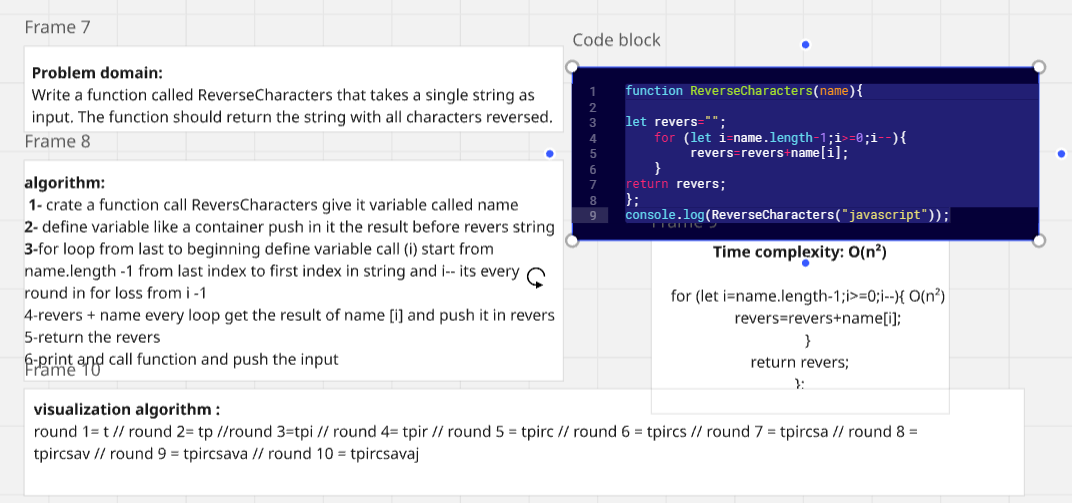 Frame 7
Problem domain:
Write a function called ReverseCharacters that takes a single string as
input. The function should return the string with all characters reversed.
Frame 8
algorithm:
1- crate a function call ReversCharacters give it variable called name
2- define variable like a container push in it the result before revers string
3-for loop from last to beginning define variable call (i) start from
name.length -1 from last index to first index in string and i-- its every
round in for loss from i -1
4-revers + name every loop get the result of name [i] and push it in revers
5-return the revers
6-print and call function and push the input
Code block
1 function ReverseCharacters(name){
2
3 let revers="";
4 for (let i=name.length-1;i>=0;i--){
5 revers=revers+name[i];
6 }
7 return revers;
8 };
9 console.log(ReverseCharacters("javascript"));
Frame 9
Time complexity: O(n²)
for (let i=name.length-1;i>=0;i--){ O(n²)
revers=revers+name[i];
}
return revers;
};
Frame 10
visualization algorithm :
round 1= t // round 2= tp //round 3=tpi // round 4= tpir // round 5 = tpirc // round 6 = tpircs // round 7 = tpircsa // round 8 =
tpircsav // round 9 = tpircsava // round 10 = tpircsavaj